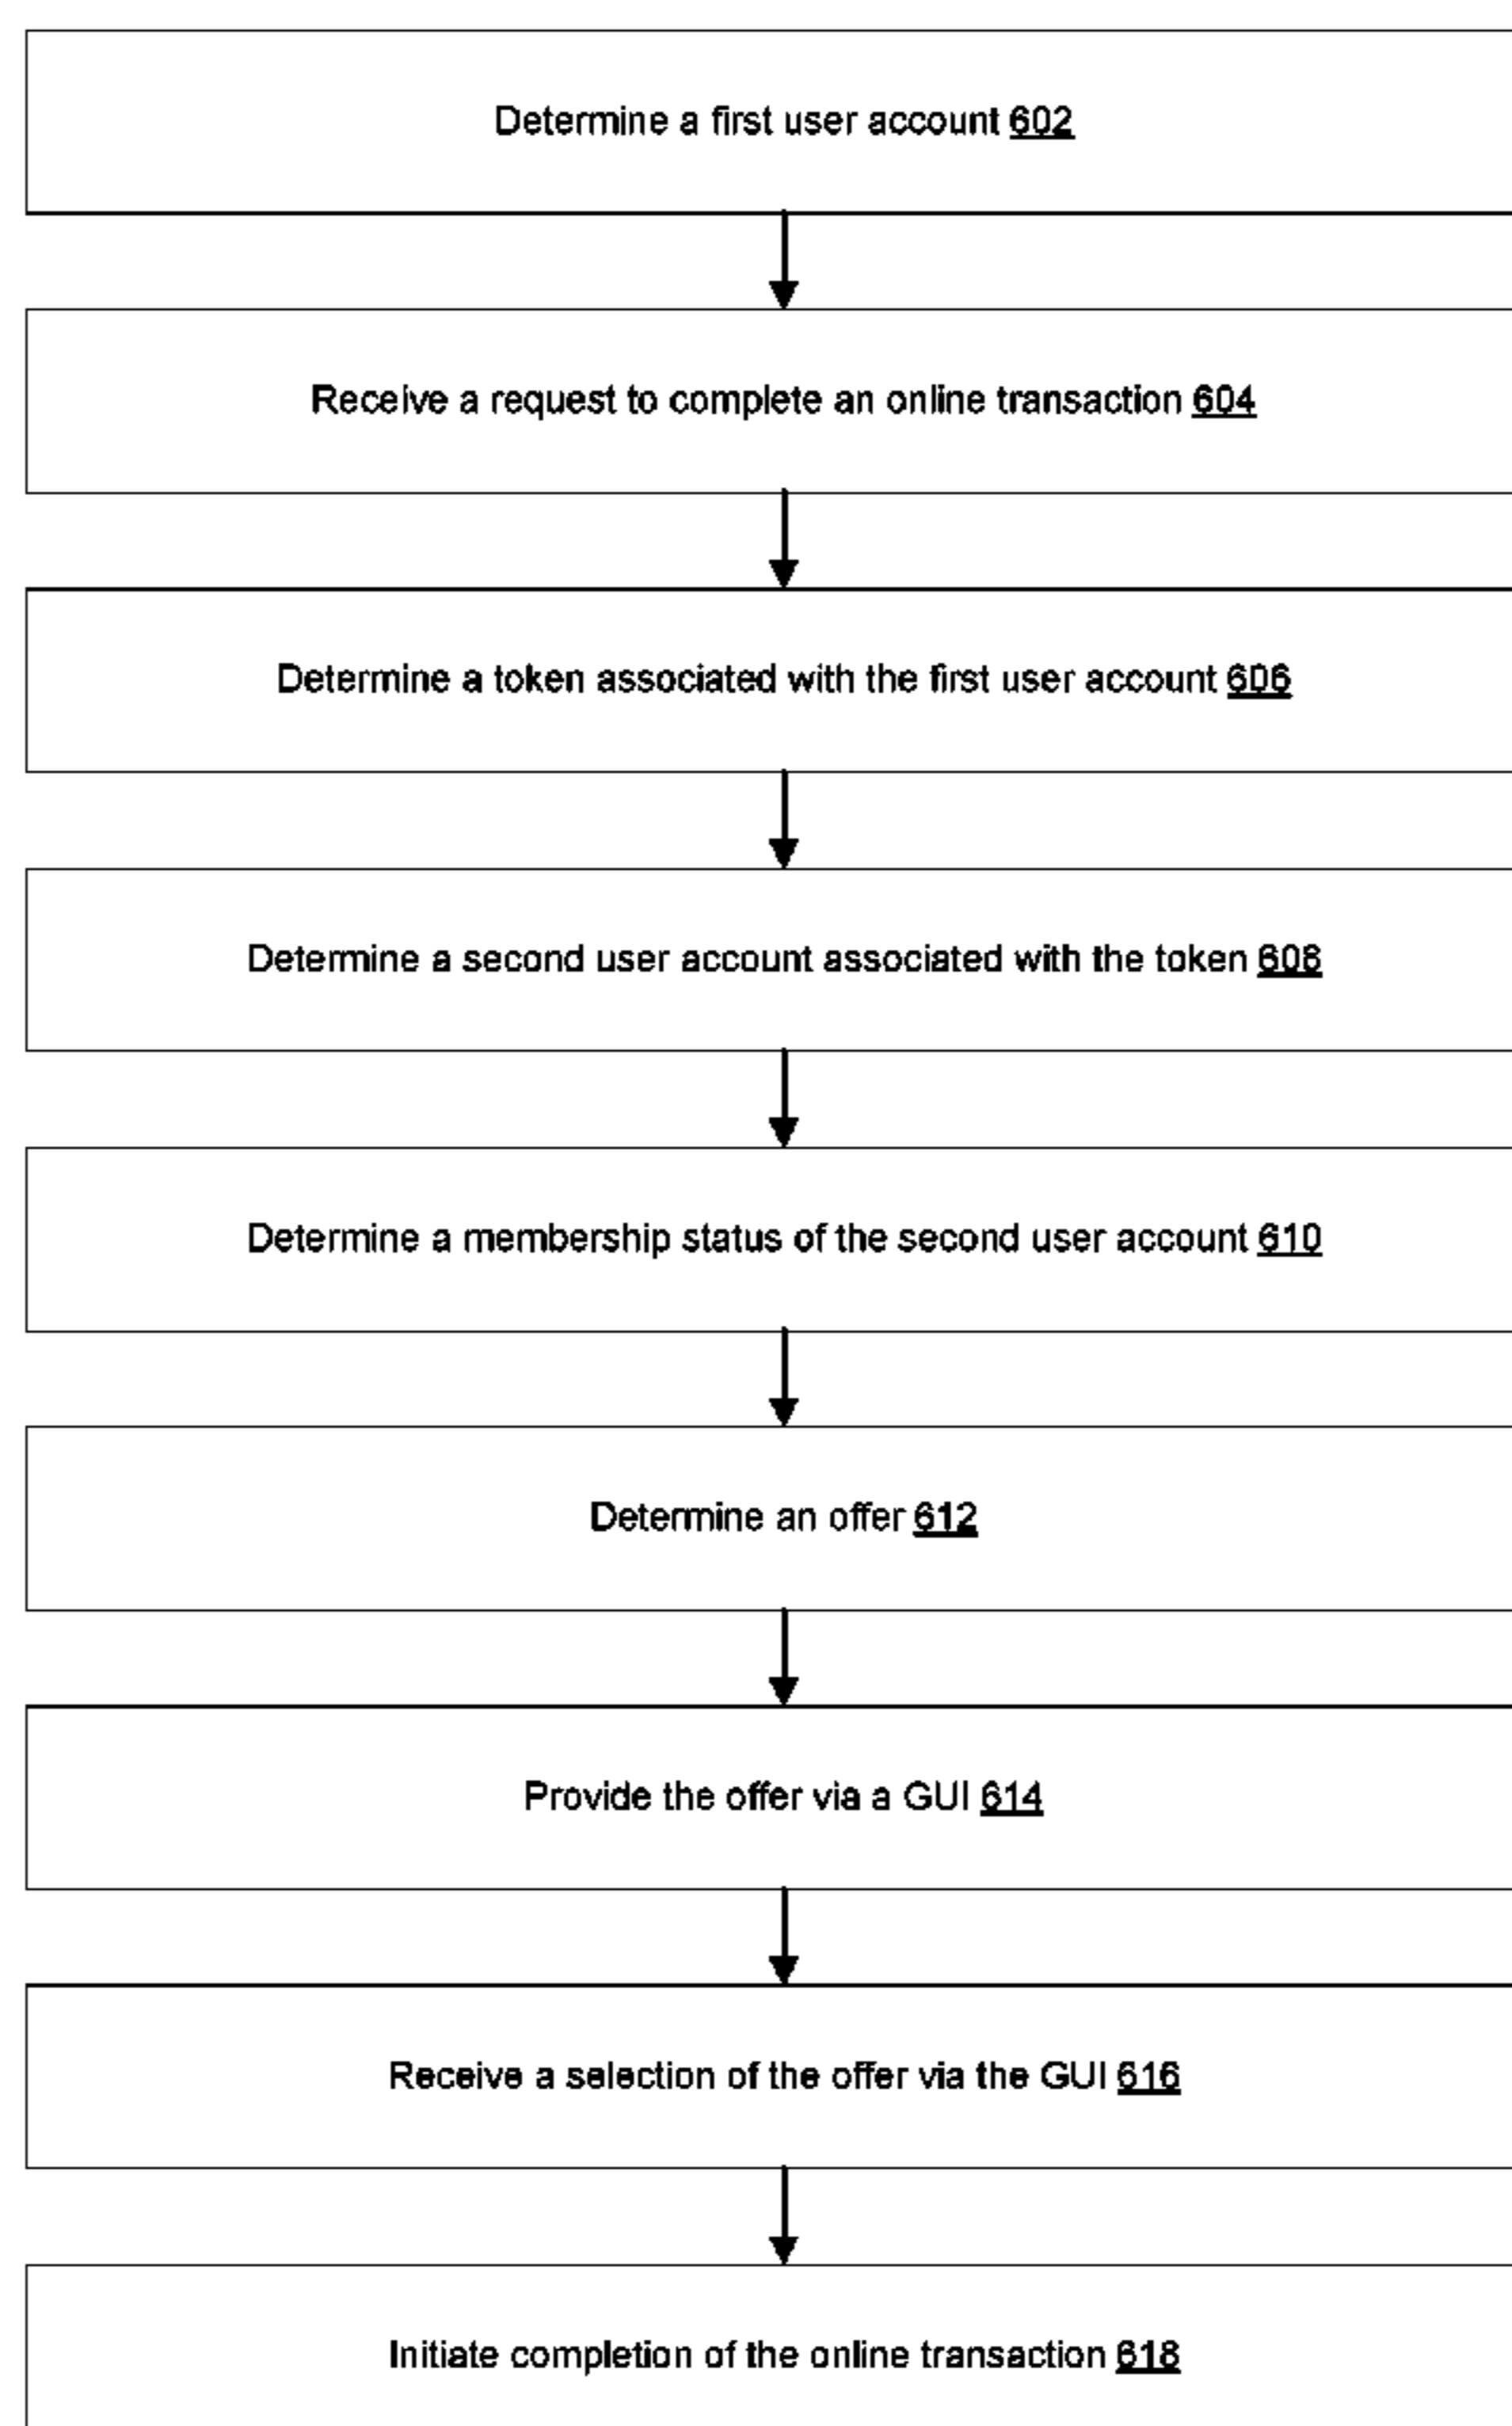 Determine a first user account 602
Receive a request to complete an online transaction 604
Determine a token associated with the first user account 606
Determine a second user account associated with the token 608
Determine a membership status of the second user account 610
Determine an offer 612
Provide the offer via a GUI 614
Receive a selection of the offer via the GUI 616
Initiate completion of the online transaction 618